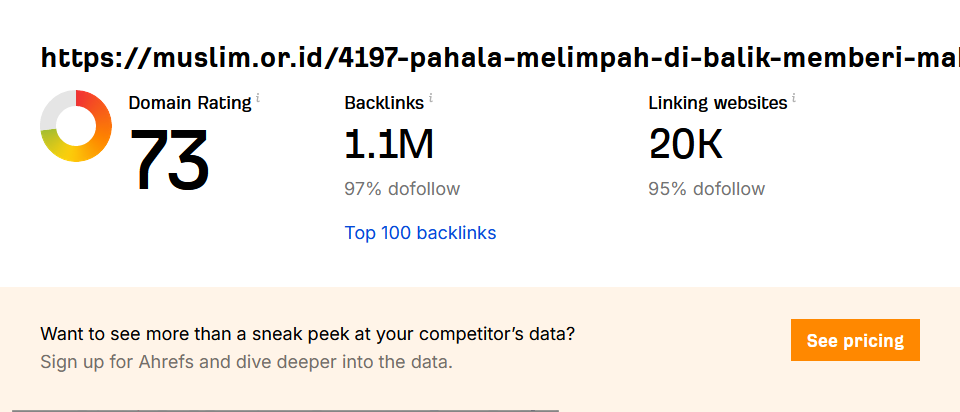 https://muslim.or.id/4197-pahala-melimpah-di-balik-memberi-mak
Domain Rating i
Backlinks i
Linking websites i
73
1.1M
20K
97% dofollow
95% dofollow
Top 100 backlinks
Want to see more than a sneak peek at your competitor’s data?
See pricing
Sign up for Ahrefs and dive deeper into the data.